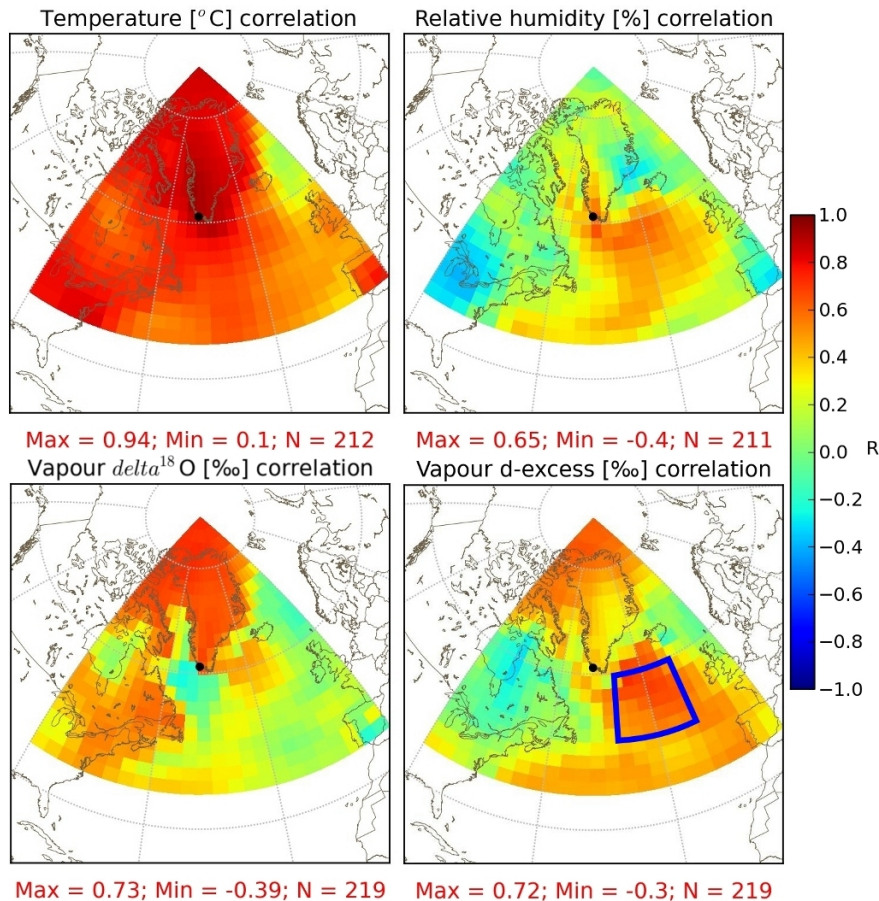 Temperature [°C] correlation
Relative humidity [%] correlation
Max = 0.94; Min = 0.1; N = 212
Max = 0.65; Min = -0.4; N = 211
Vapour delta¹⁸O [‰] correlation
Vapour d-excess [‰] correlation
Max = 0.73; Min = -0.39; N = 219
Max = 0.72; Min = -0.3; N = 219
1.0
0.8
0.6
0.4
0.2
0.0
−0.2
−0.4
−0.6
−0.8
−1.0
R